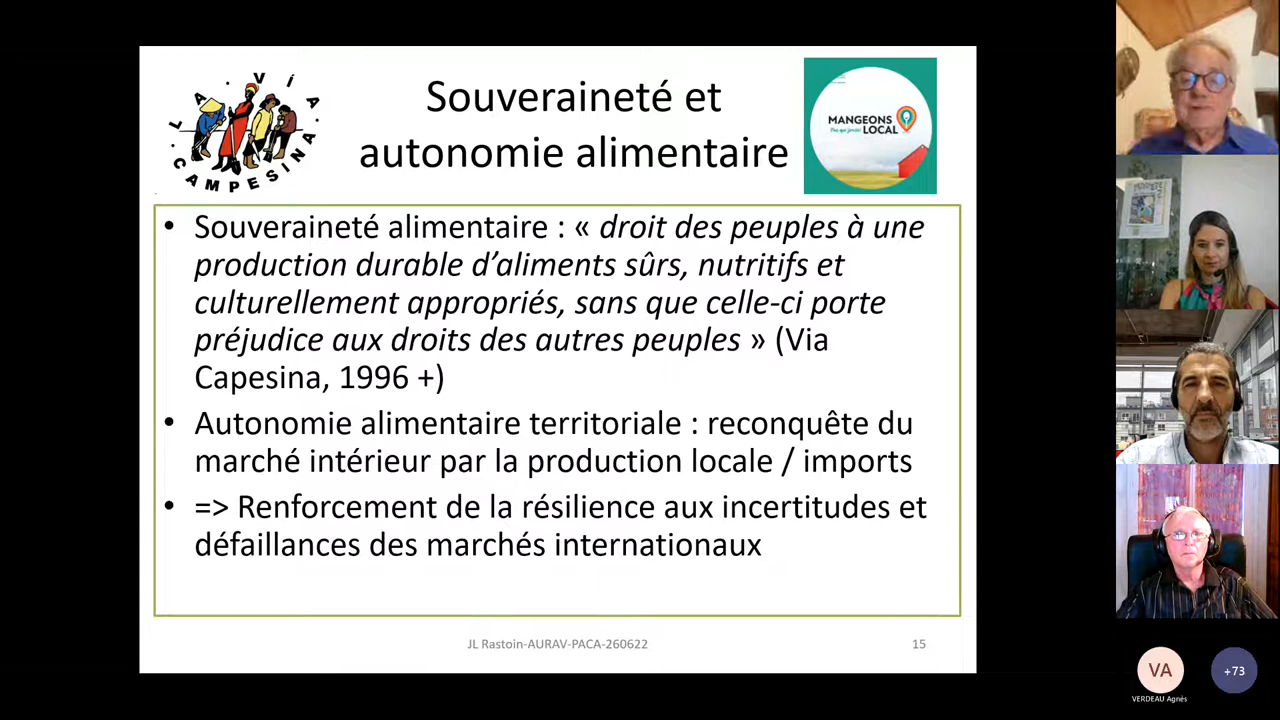 LA VÍA CAMPESINA
Souveraineté et
autonomie alimentaire
MANGEONS
LOCAL
• Souveraineté alimentaire : « droit des peuples à une
production durable d’aliments sûrs, nutritifs et
culturellement appropriés, sans que celle-ci porte
préjudice aux droits des autres peuples » (Via
Capesina, 1996 +)
• Autonomie alimentaire territoriale : reconquête du
marché intérieur par la production locale / imports
• => Renforcement de la résilience aux incertitudes et
défaillances des marchés internationaux
JL Rastoin-AURAV-PACA-260622
15
VA
VERDEAU Agnès
+73